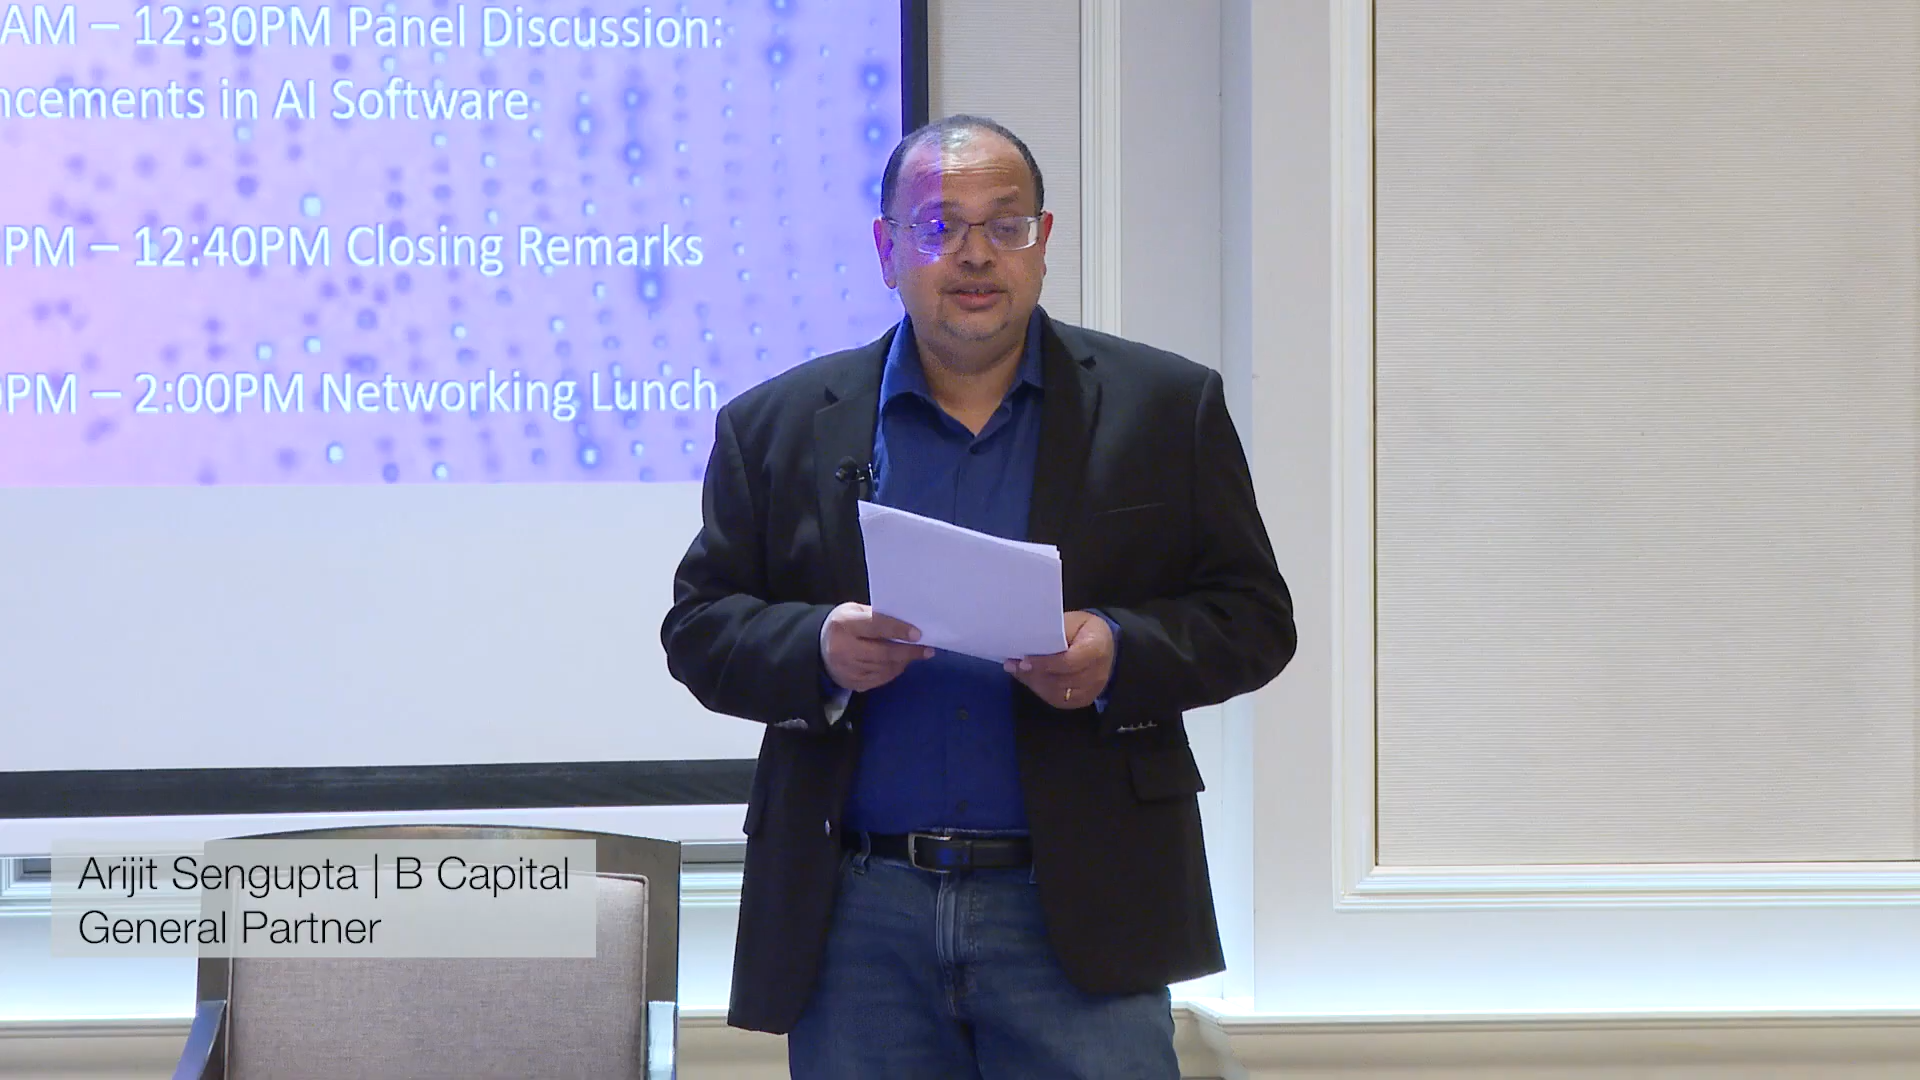 AM – 12:30PM Panel Discussion:
ncements in AI Software
PM – 12:40PM Closing Remarks
PM – 2:00PM Networking Lunch
Arijit Sengupta | B Capital
General Partner